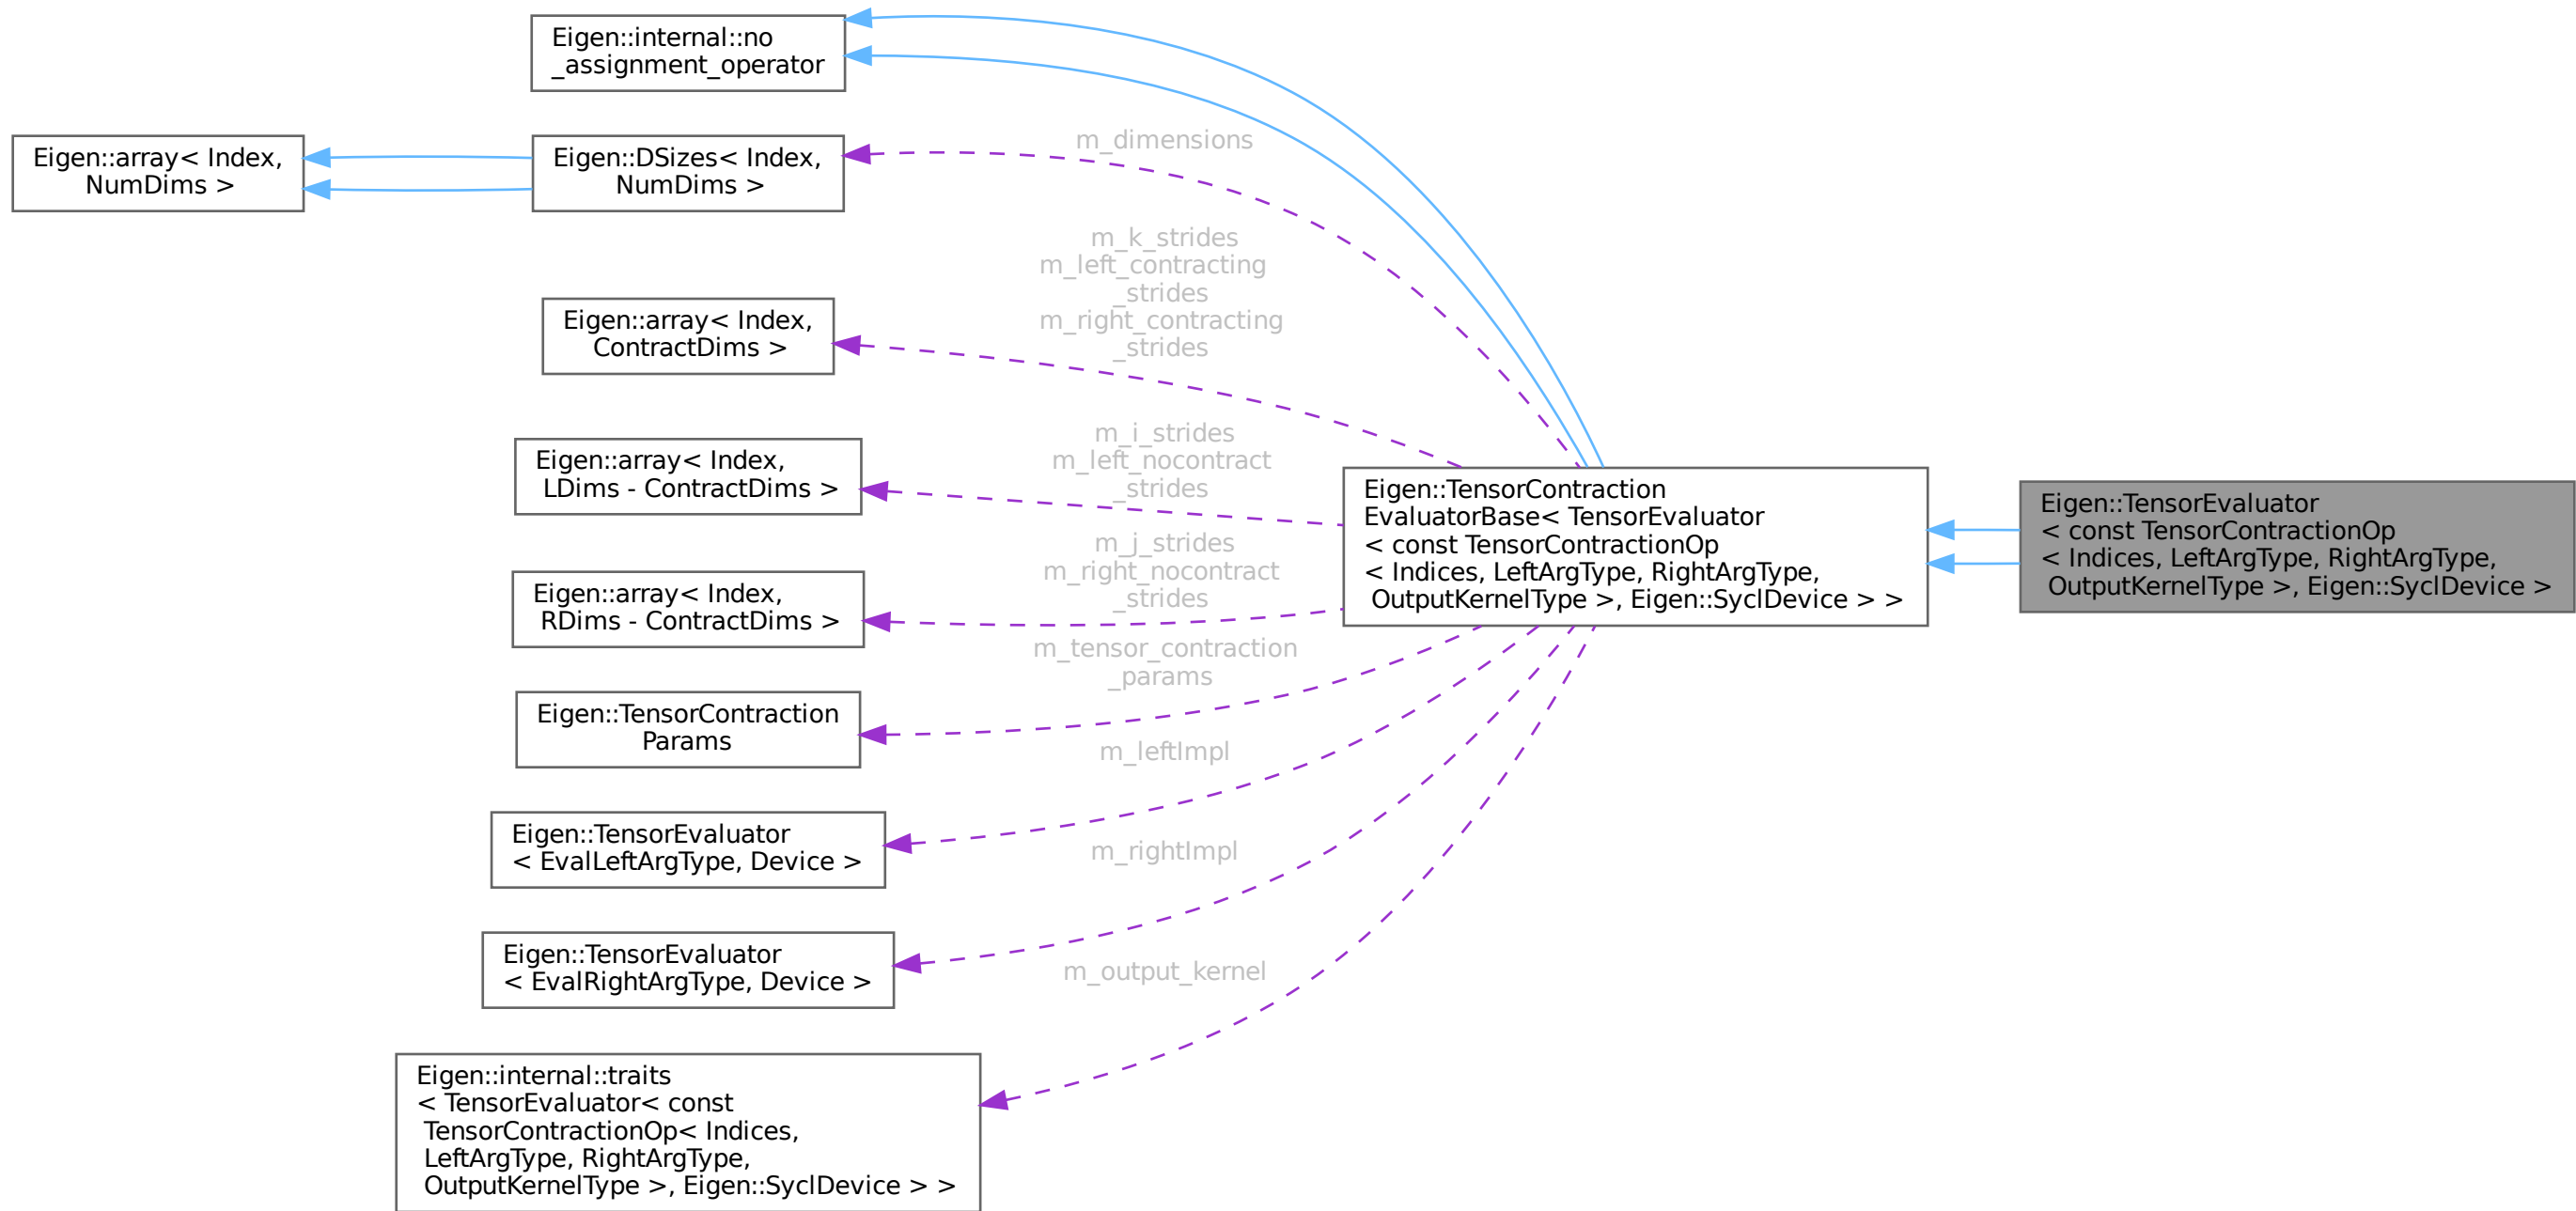 Eigen::internal::no
_assignment_operator
Eigen::array< Index,
NumDims >
Eigen::DSizes< Index,
NumDims >
m_dimensions
Eigen::array< Index,
ContractDims >
m_k_strides
m_left_contracting
_strides
m_right_contracting
_strides
Eigen::array< Index,
LDims - ContractDims >
m_i_strides
m_left_nocontract
_strides
Eigen::array< Index,
RDims - ContractDims >
m_j_strides
m_right_nocontract
_strides
Eigen::TensorContraction
Params
m_tensor_contraction
_params
Eigen::TensorEvaluator
< EvalLeftArgType, Device >
m_leftImpl
Eigen::TensorEvaluator
< EvalRightArgType, Device >
m_rightImpl
Eigen::internal::traits
< TensorEvaluator< const
TensorContractionOp< Indices,
LeftArgType, RightArgType,
OutputKernelType >, Eigen::SyclDevice > >
m_output_kernel
Eigen::TensorContraction
EvaluatorBase< TensorEvaluator
< const TensorContractionOp
< Indices, LeftArgType, RightArgType,
OutputKernelType >, Eigen::SyclDevice > >
Eigen::TensorEvaluator
< const TensorContractionOp
< Indices, LeftArgType, RightArgType,
OutputKernelType >, Eigen::SyclDevice >